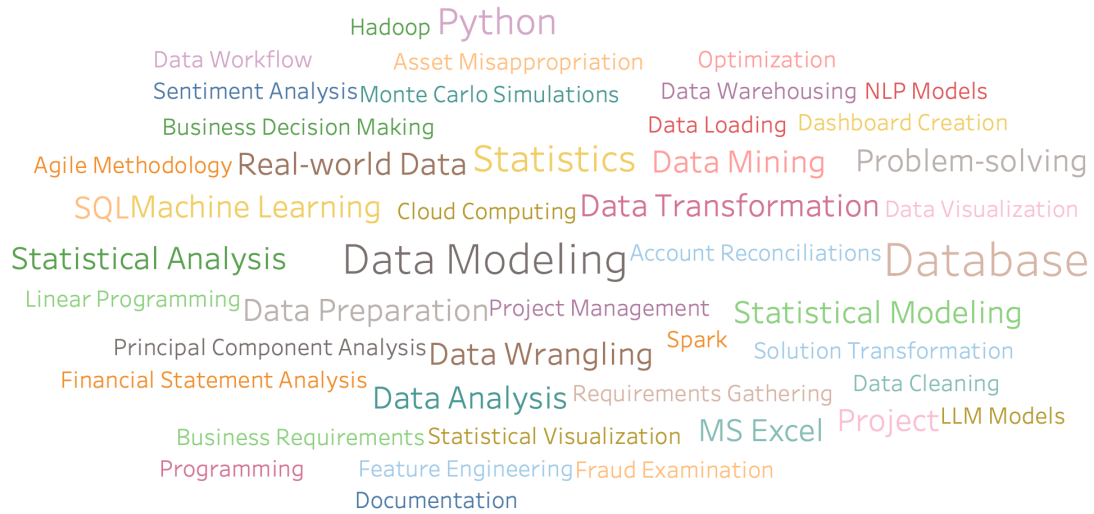 Hadoop Python
Data Workflow Asset Misappropriation Optimization
Sentiment Analysis Monte Carlo Simulations Data Warehousing NLP Models
Business Decision Making Data Loading Dashboard Creation
Agile Methodology Real-world Data Statistics Data Mining Problem-solving
SQL Machine Learning Cloud Computing Data Transformation Data Visualization
Statistical Analysis Data Modeling Account Reconciliations Database
Linear Programming Data Preparation Project Management Statistical Modeling
Principal Component Analysis Data Wrangling Spark Solution Transformation
Financial Statement Analysis Data Analysis Requirements Gathering Data Cleaning
Business Requirements Statistical Visualization MS Excel Project LLM Models
Programming Feature Engineering Fraud Examination
Documentation